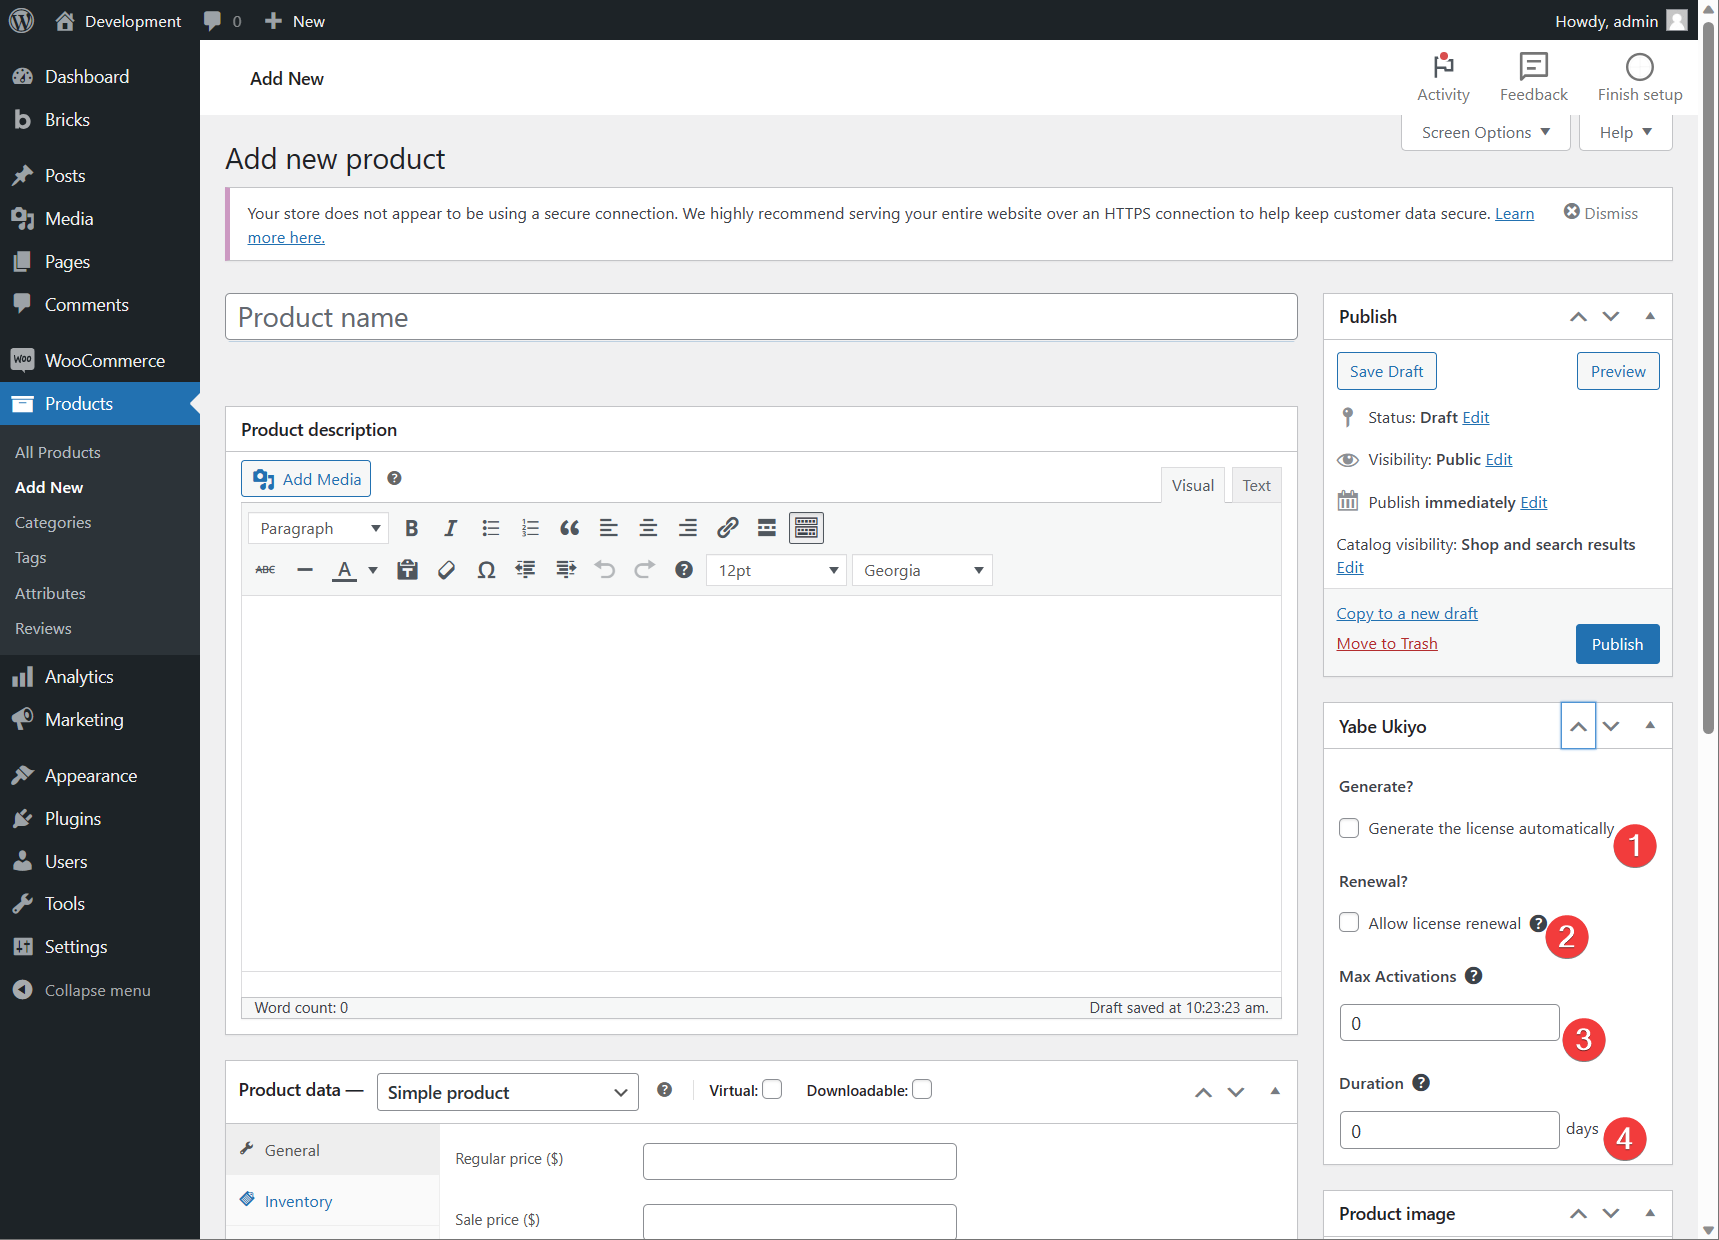 Development
0
New
Howdy, admin
Dashboard
Bricks
Posts
Media
Pages
Comments
WooCommerce
Products
All Products
Add New
Categories
Tags
Attributes
Reviews
Analytics
Marketing
Appearance
Plugins
Users
Tools
Settings
Collapse menu
Add New
Activity
Feedback
Finish setup
Screen Options
Help
Add new product
Your store does not appear to be using a secure connection. We highly recommend serving your entire website over an HTTPS connection to help keep customer data secure. Learn
more here.
Dismiss
Product name
Product description
Add Media
Visual
Text
Paragraph
12pt
Georgia
Word count: 0
Draft saved at 10:23:23 am.
Product data —
Simple product
Virtual:
Downloadable:
General
Inventory
Regular price ($)
Sale price ($)
Publish
Save Draft
Preview
Status: Draft Edit
Visibility: Public Edit
Publish immediately Edit
Catalog visibility: Shop and search results
Edit
Copy to a new draft
Move to Trash
Publish
Yabe Ukiyo
Generate?
Generate the license automatically
1
Renewal?
Allow license renewal
2
Max Activations
0
3
Duration
0
days
4
Product image